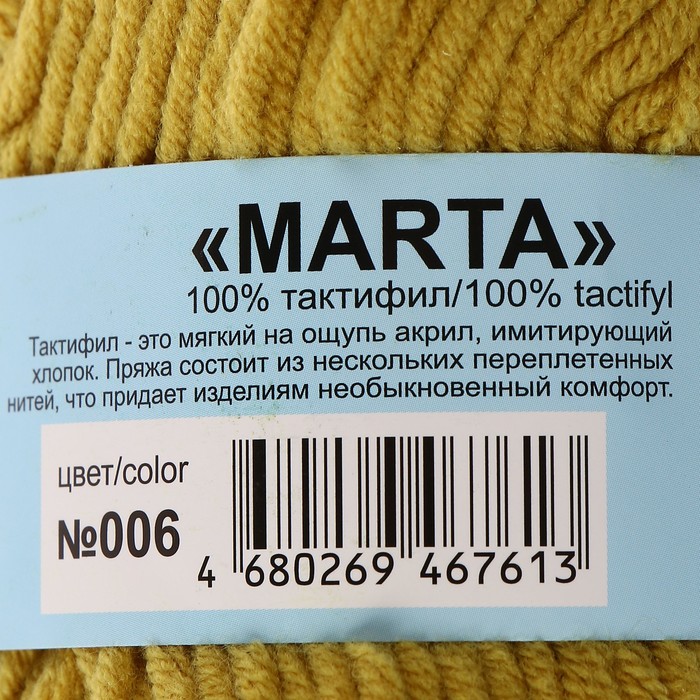 «MARTA»
100% тактифил/100% tactifyl
Тактифил - это мягкий на ощупь акрил, имитирующий
хлопок. Пряжа состоит из нескольких переплетенных
нитей, что придает изделиям необыкновенный комфорт.
цвет/color
№006
4 680269 467613